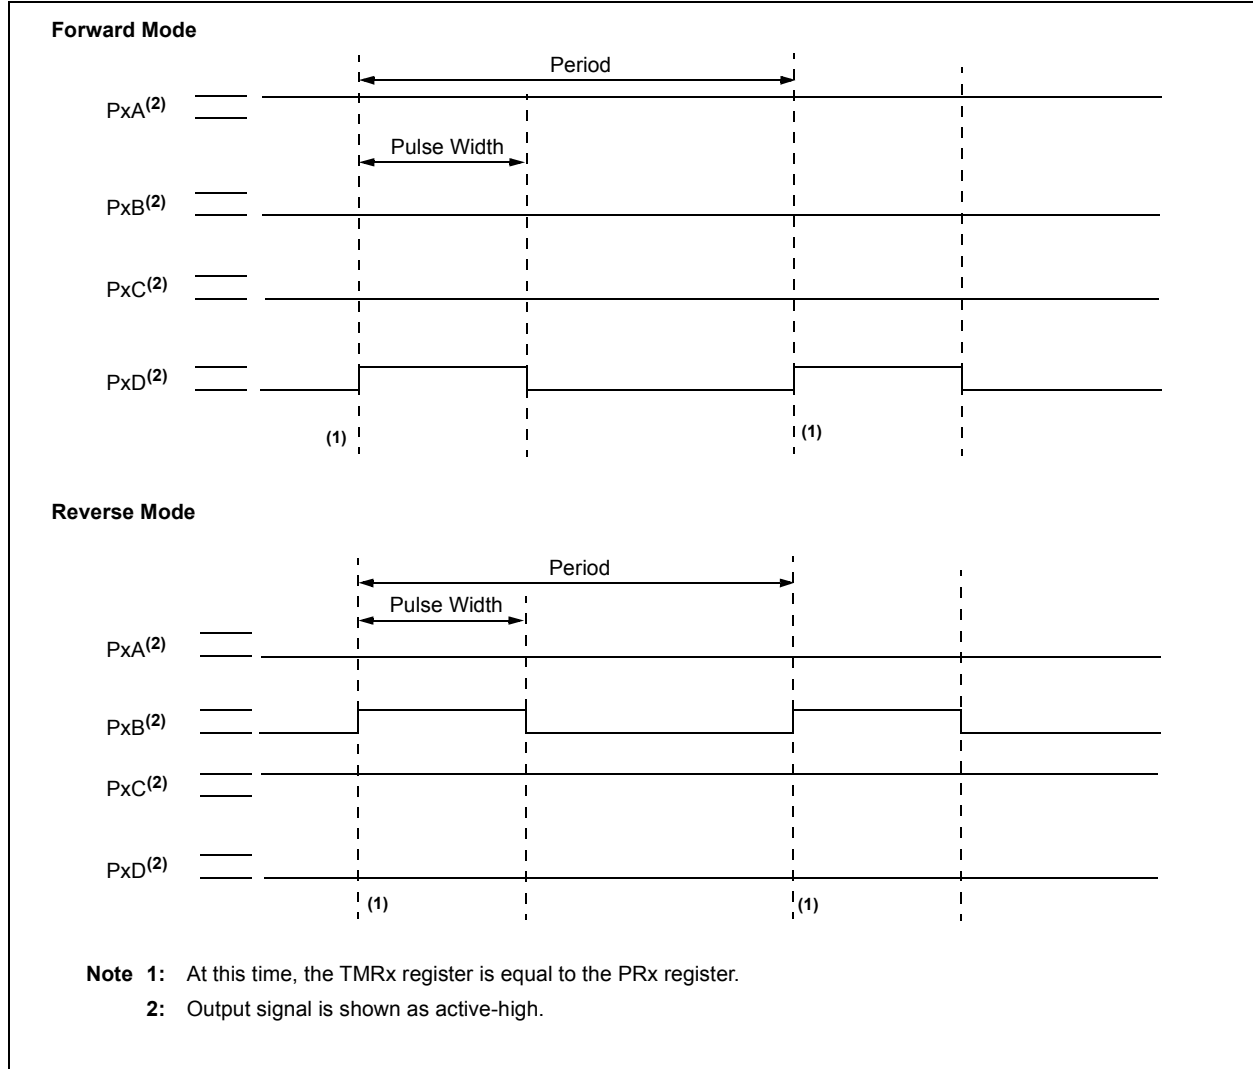 Forward Mode
Period
PxA(2)
Pulse Width
PxB(2)
PxC(2)
PxD(2)
(1) (1)
Reverse Mode
Period
Pulse Width
PxA(2)
PxB(2)
PxC(2)
PxD(2)
(1) (1)
Note 1: At this time, the TMRx register is equal to the PRx register.
2: Output signal is shown as active-high.